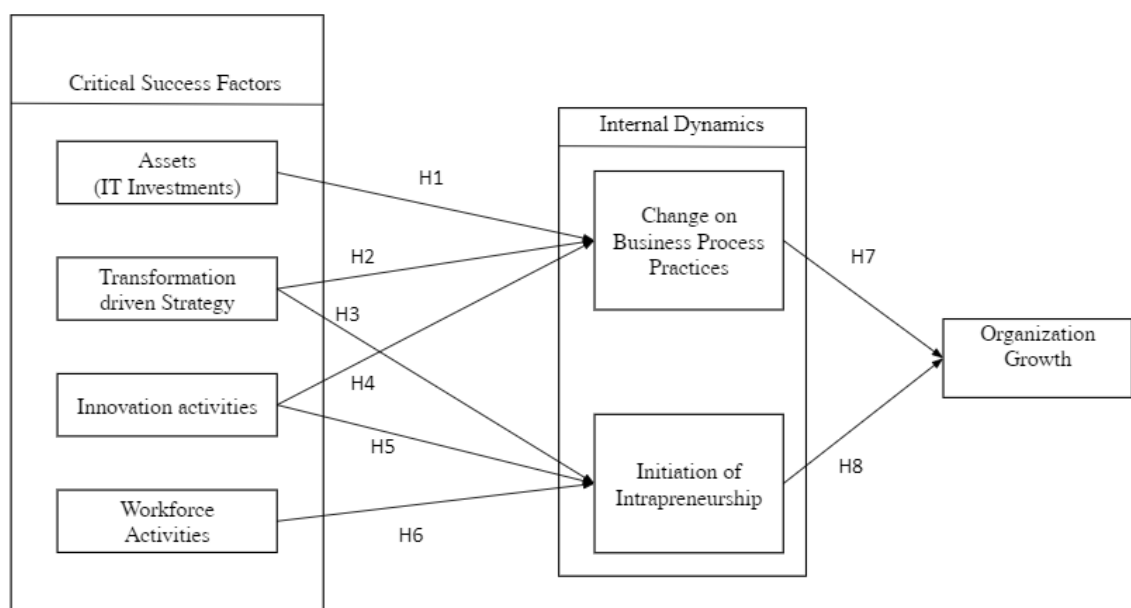 Critical Success Factors
Assets
(IT Investments)
Transformation
driven Strategy
Innovation activities
Workforce
Activities
H1
H2
H3
H4
H5
H6
Internal Dynamics
Change on
Business Process
Practices
Initiation of
Intrapreneurship
H7
H8
Organization
Growth